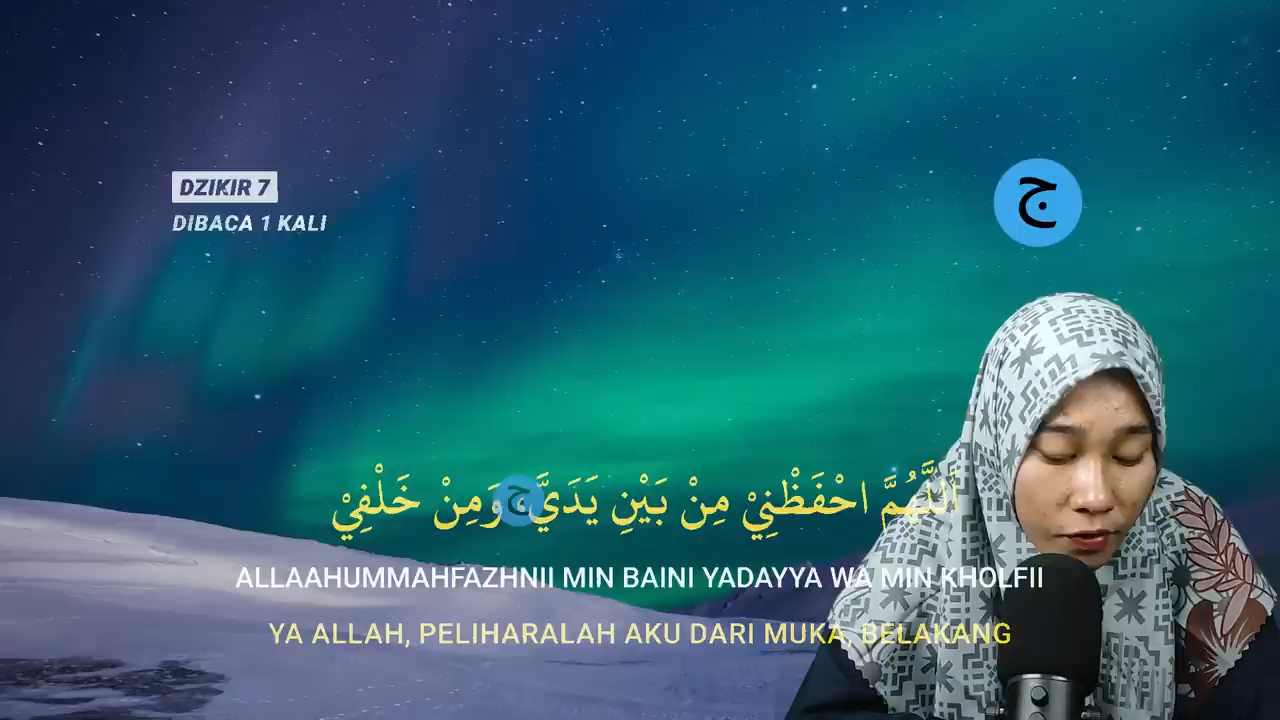 DZIKIR 7
DIBACA 1 KALI
ج
اَللَّهُمَّ احْفَظْنِيْ مِنْ بَيْنِ يَدَيَّ، وَمِنْ خَلْفِيْ
ج
ALLAAHUMMAHFAZHNII MIN BAINI YADAYYA WA MIN KHOLFII
YA ALLAH, PELIHARALAH AKU DARI MUKA, BELAKANG